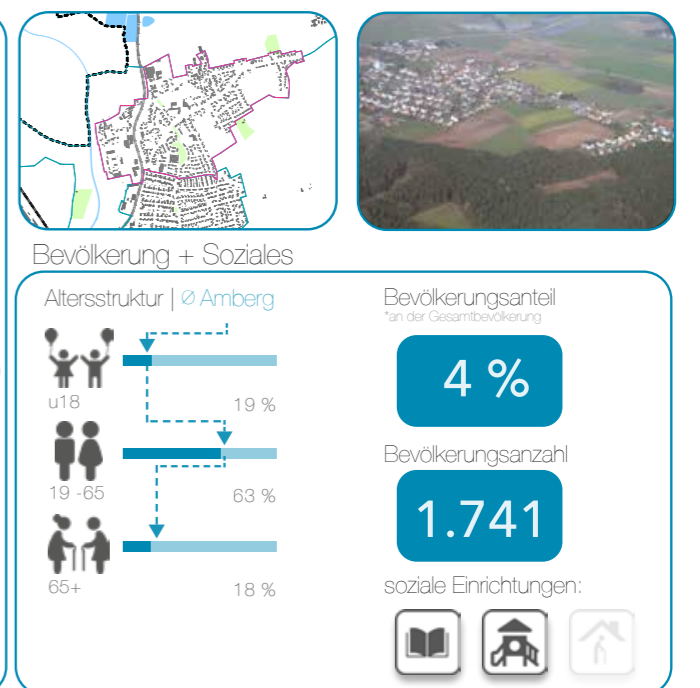 Bevölkerung + Soziales
Altersstruktur | Ø Amberg
u18
19 %
19 -65
63 %
65+
18 %
Bevölkerungsanteil
*an der Gesamtbevölkerung
4 %
Bevölkerungsanzahl
1.741
soziale Einrichtungen: